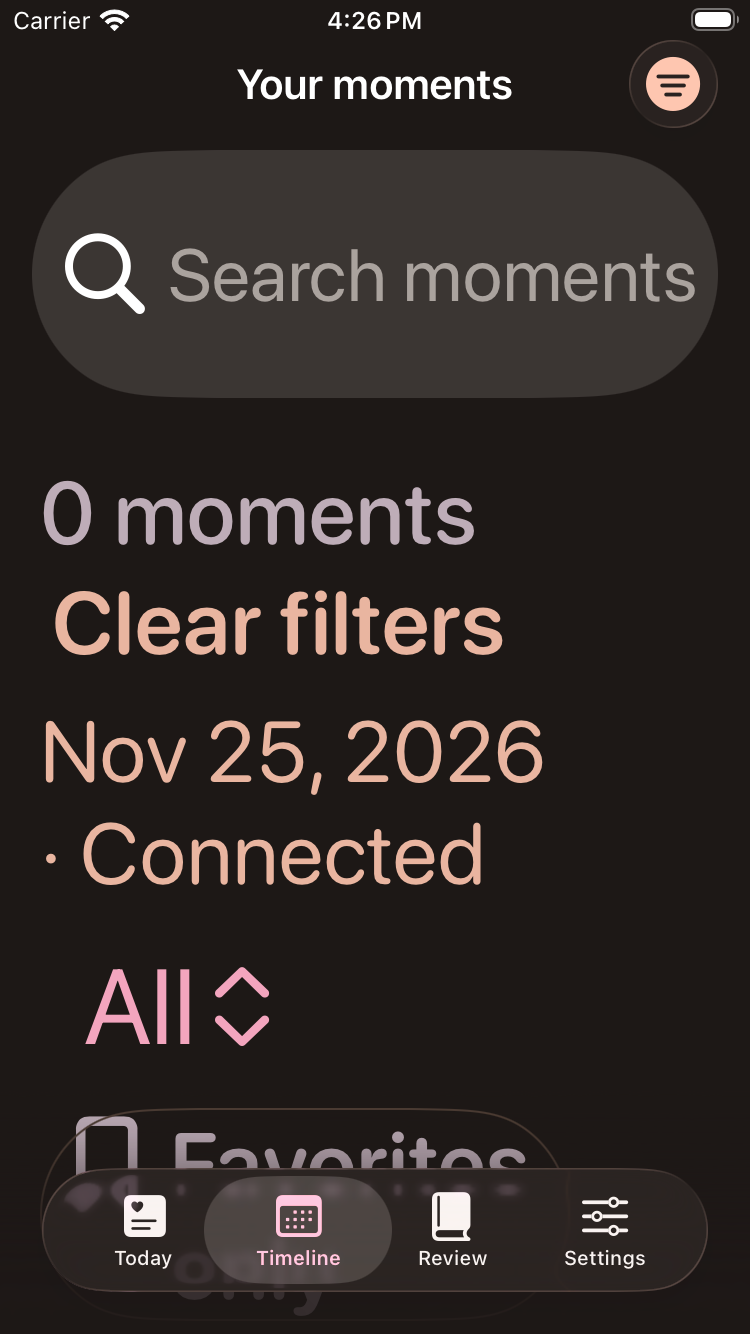 Carrier
4:26 PM
Your moments
Search moments
0 moments
Clear filters
Nov 25, 2026
· Connected
All
Favorites
only
Today
Timeline
Review
Settings